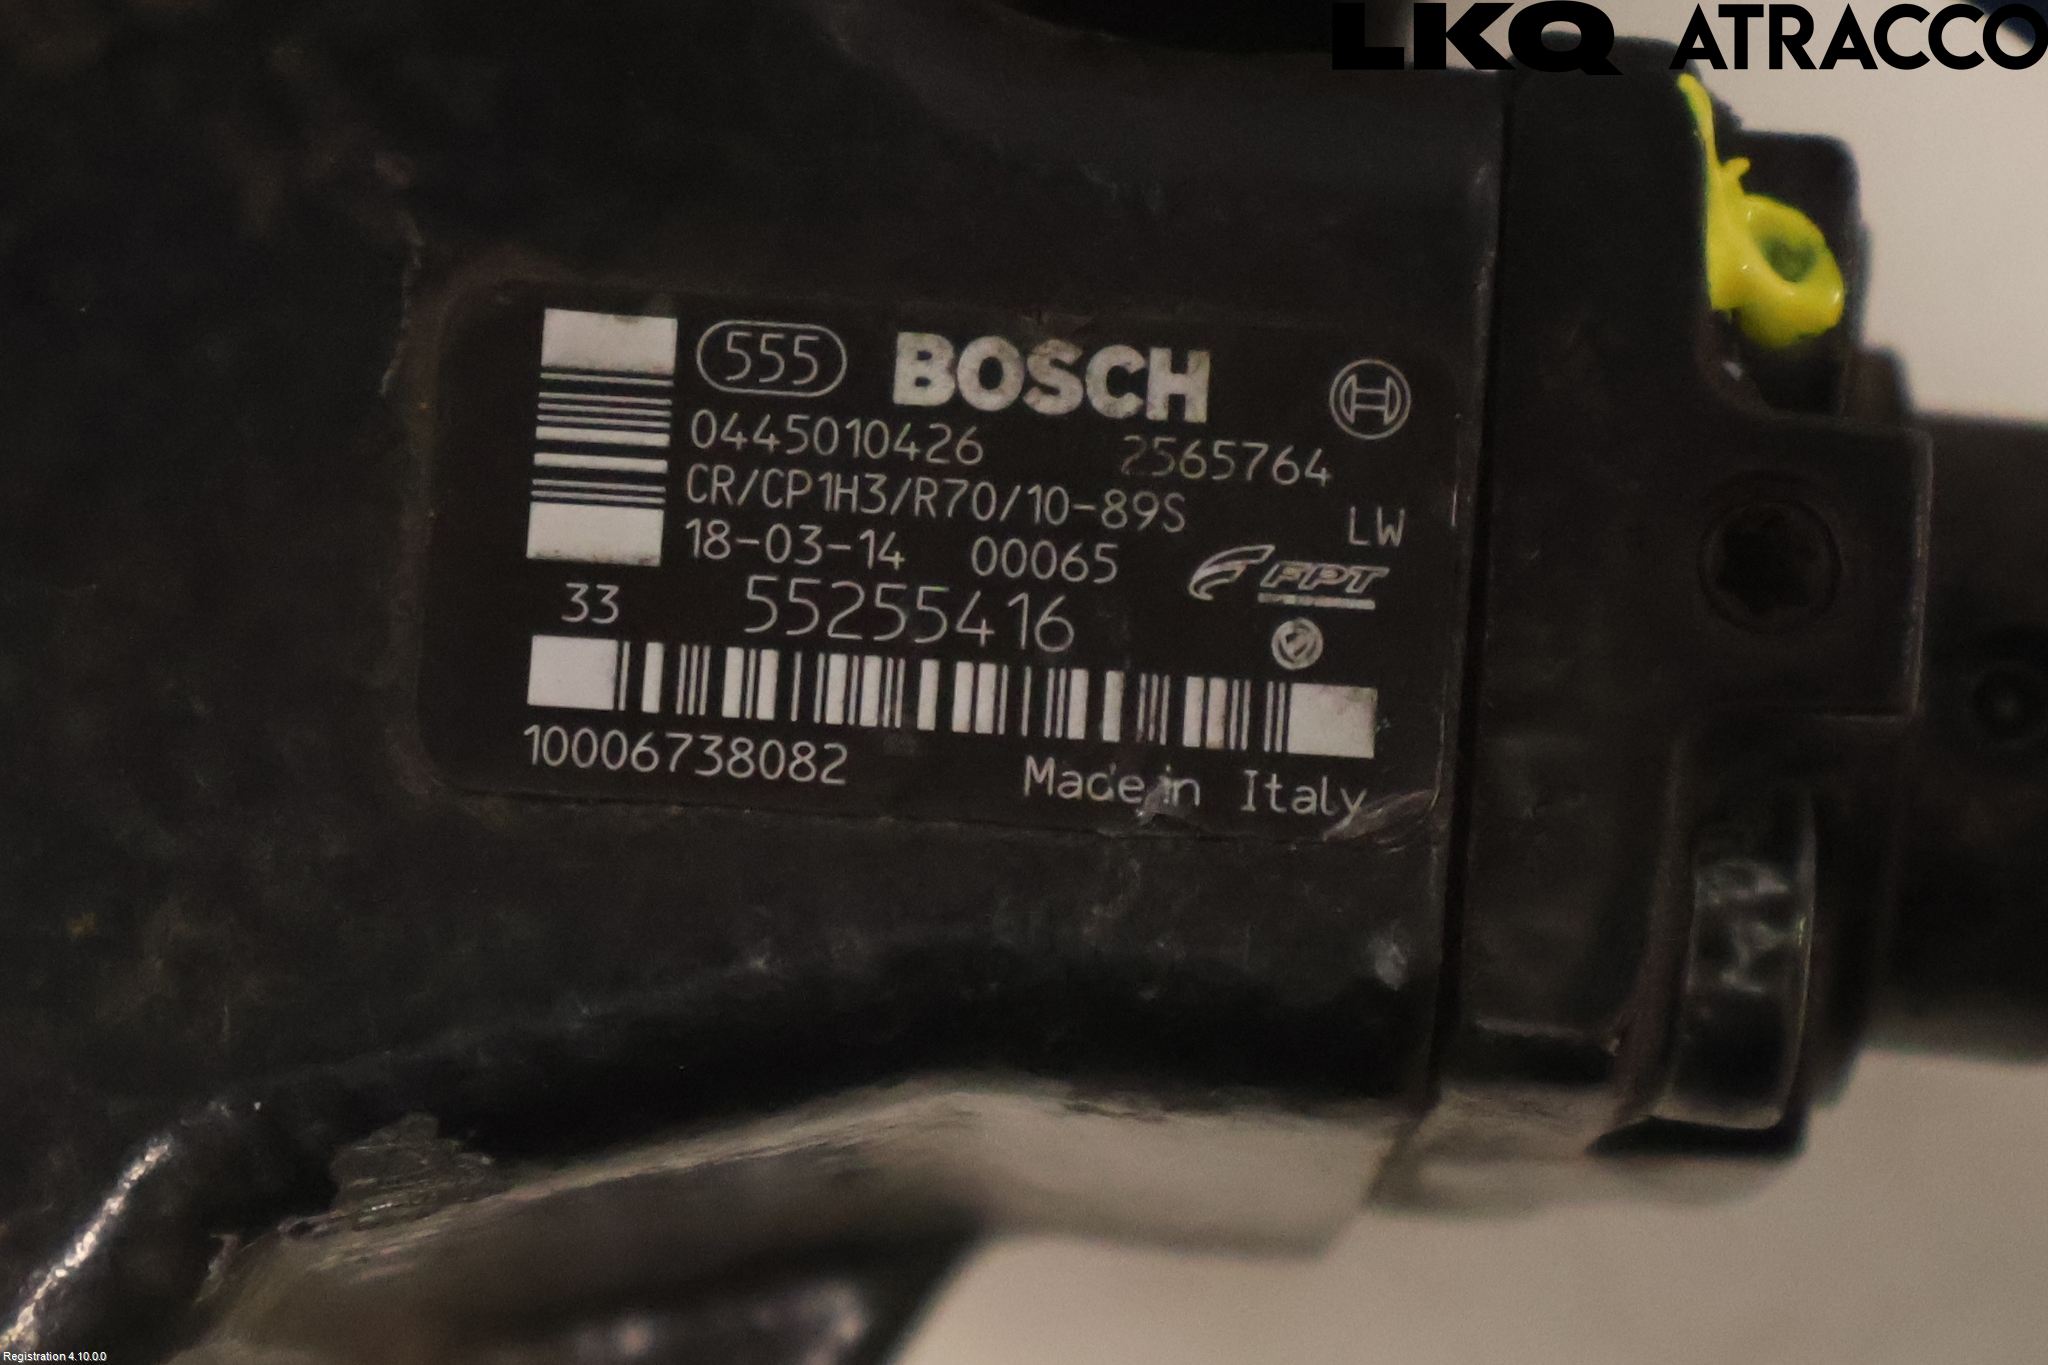 LKQ ATRACCO
555 BOSCH
0445010426 2565764
CR/CP1H3/R70/10-89S LW
18-03-14 00065 FPT
33 55255416
10006738082 Made in Italy
Registration 4.10.0.0